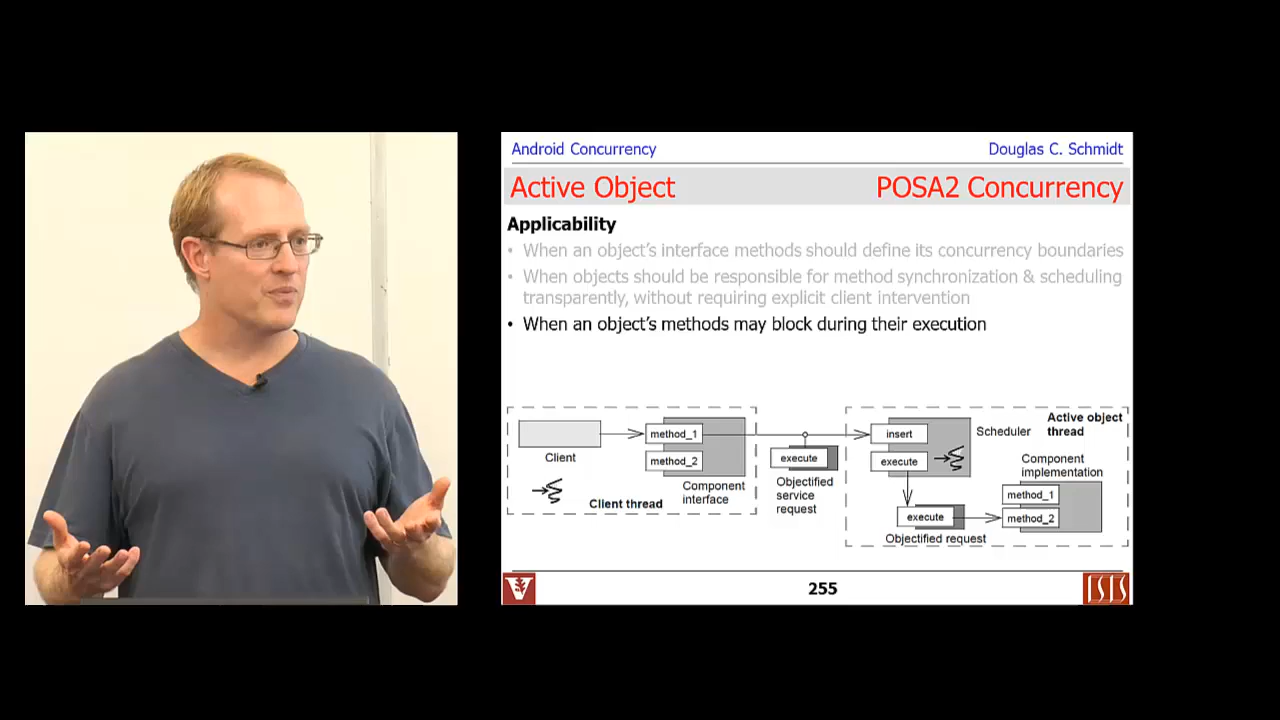 Android Concurrency
Douglas C. Schmidt
Active Object
POSA2 Concurrency
Applicability
• When an object's interface methods should define its concurrency boundaries
• When objects should be responsible for method synchronization & scheduling
transparently, without requiring explicit client intervention
• When an object's methods may block during their execution
Client
Client thread
method_1
method_2
Component
interface
execute
Objectified
service
request
insert
execute
Scheduler
Active object
thread
Component
implementation
method_1
method_2
execute
Objectified request
V
255
ISIS